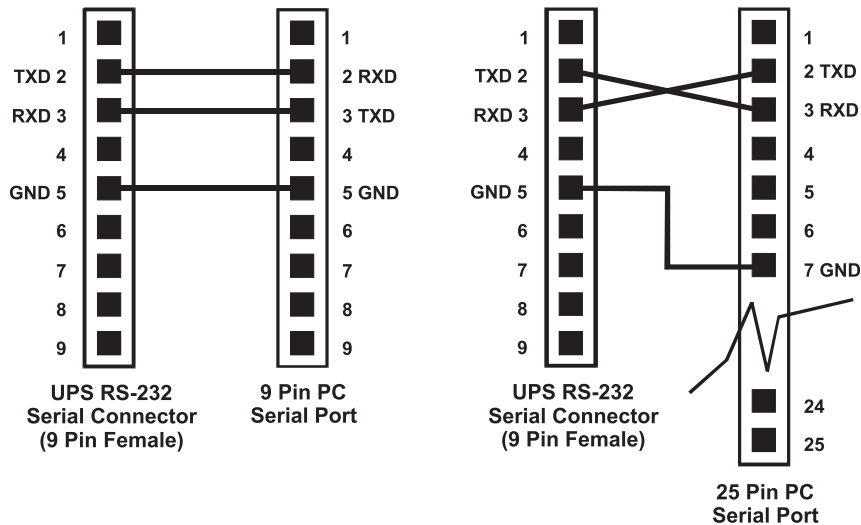 1 1
TXD 2 2 RXD
RXD 3 3 TXD
4 4
GND 5 5 GND
6 6
7 7
8 8
9 9
UPS RS-232
Serial Connector
(9 Pin Female)
9 Pin PC
Serial Port
1 1
TXD 2 2 TXD
RXD 3 3 RXD
4 4
GND 5 5
6 6
7 7 GND
8
9
24
25
UPS RS-232
Serial Connector
(9 Pin Female)
25 Pin PC
Serial Port